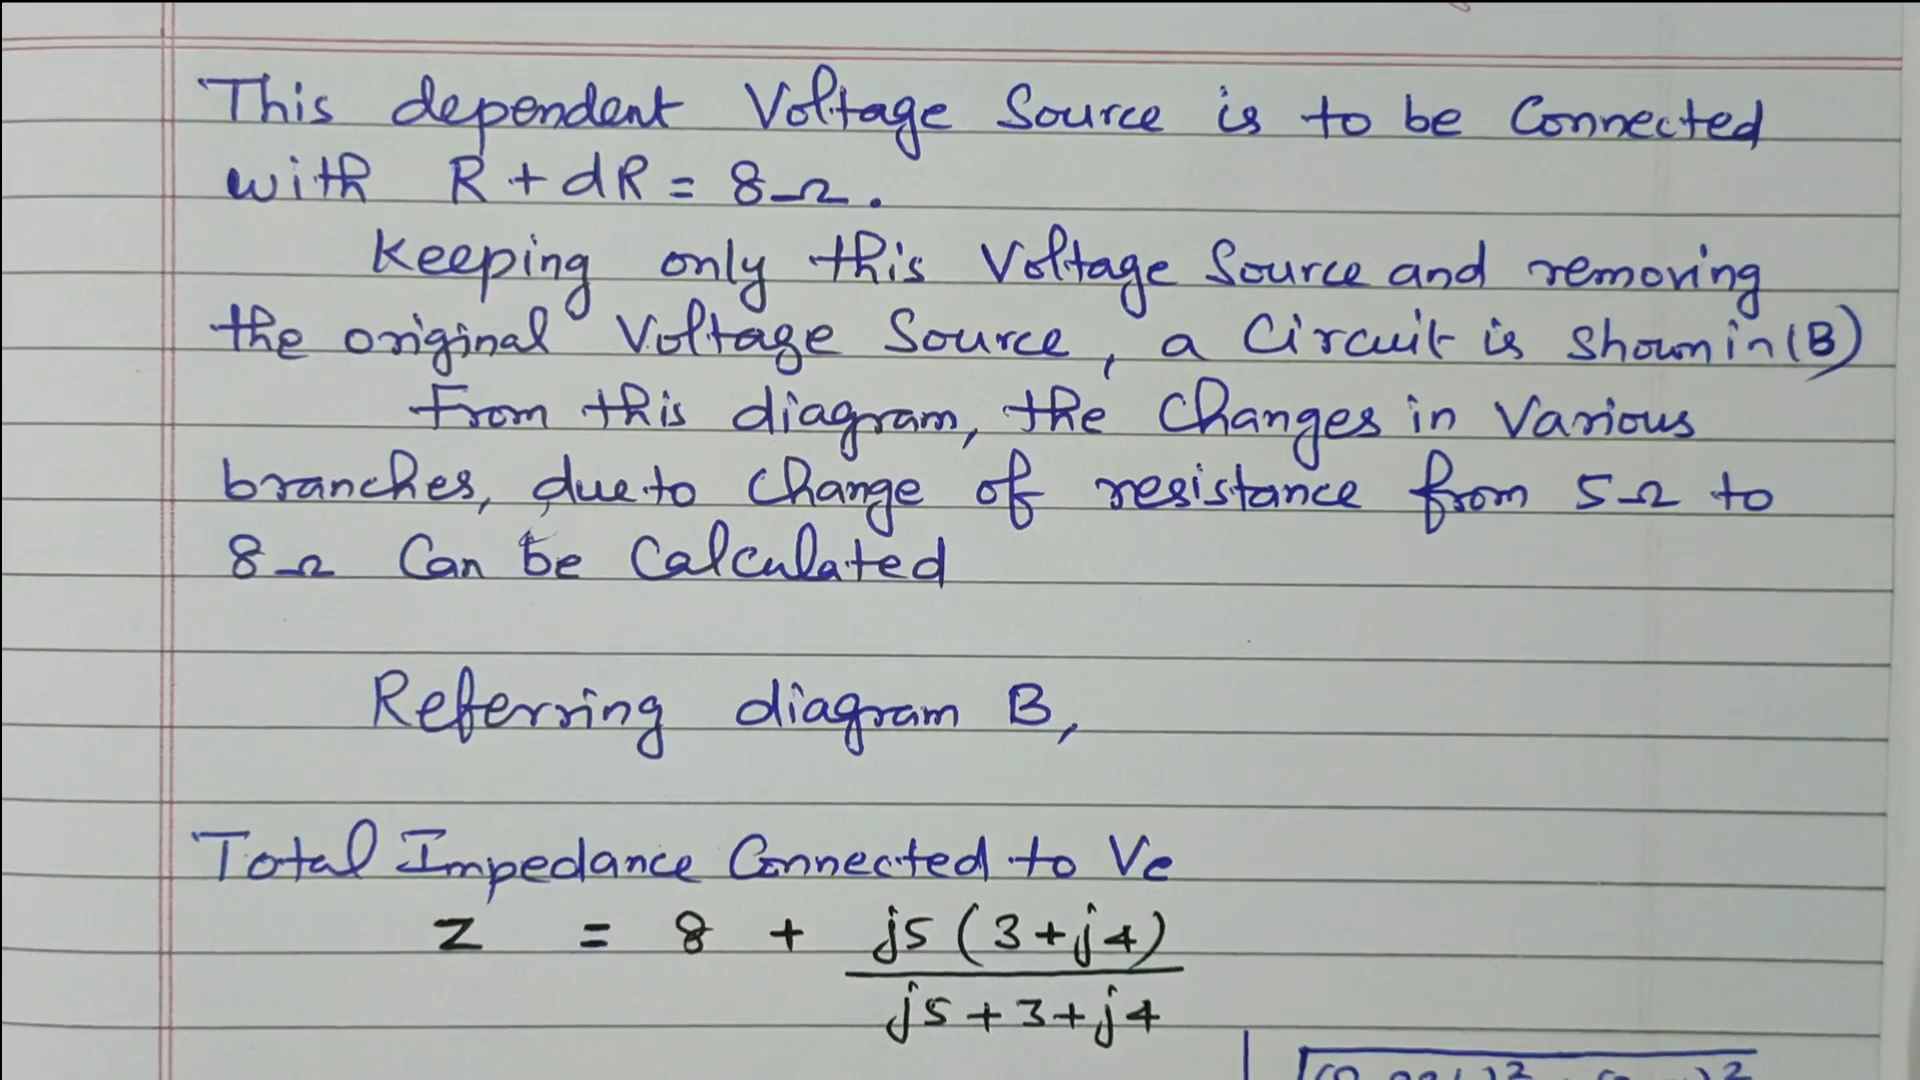 This dependent Voltage Source is to be Connected
with R + dR = 8Ω.
Keeping only this Voltage Source and removing
the original Voltage Source, a Circuit is shown in (B)
From this diagram, the Changes in Various
branches, due to Change of resistance from 5Ω to
8Ω Can be Calculated
Referring diagram B,
Total Impedance Connected to Ve
Z = 8 + j5 (3+j4)
j5+3+j4